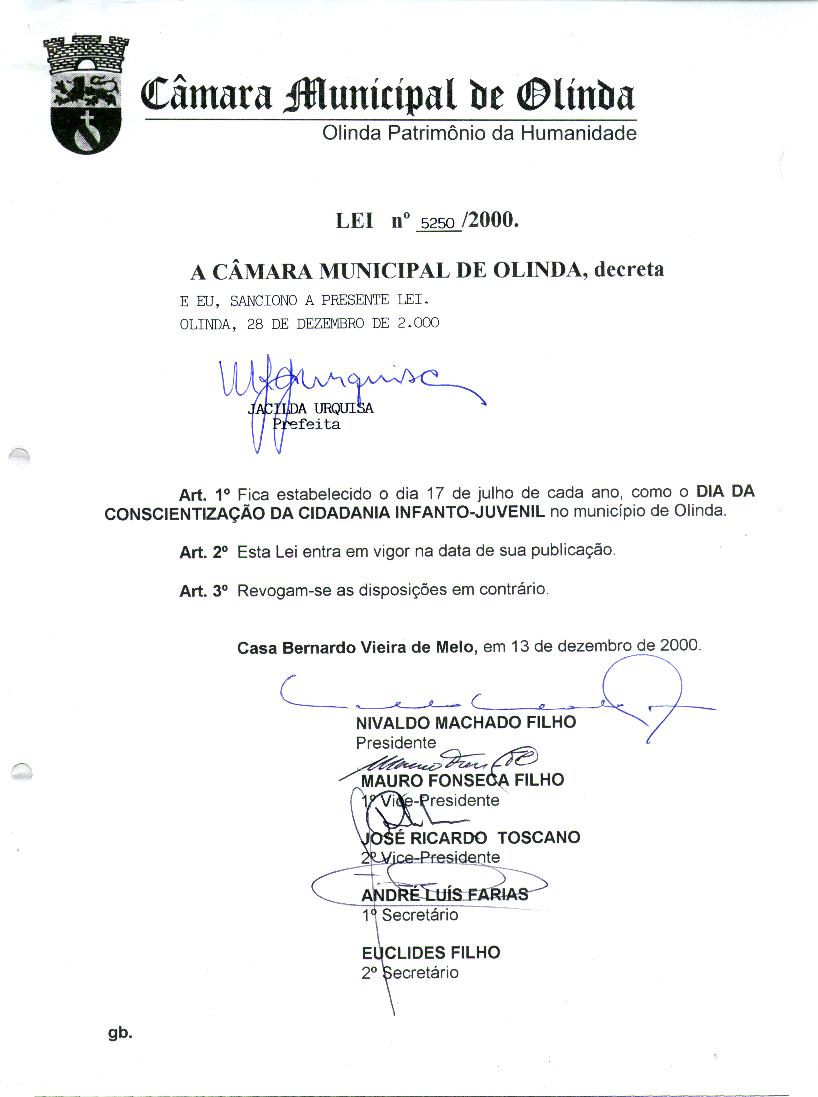 Câmara Municipal de Olinda
Olinda Patrimônio da Humanidade
LEI nº 5250/2000.
A CÂMARA MUNICIPAL DE OLINDA, decreta
E EU, SANCIONO A PRESENTE LEI.
OLINDA, 28 DE DEZEMBRO DE 2.000
JACILDA URQUISA
Prefeita
Art. 1º Fica estabelecido o dia 17 de julho de cada ano, como o DIA DA
CONSCIENTIZAÇÃO DA CIDADANIA INFANTO-JUVENIL no município de Olinda.
Art. 2º Esta Lei entra em vigor na data de sua publicação.
Art. 3º Revogam-se as disposições em contrário.
Casa Bernardo Vieira de Melo, em 13 de dezembro de 2000.
NIVALDO MACHADO FILHO
Presidente
MAURO FONSECA FILHO
1º Vice-Presidente
JOSÉ RICARDO TOSCANO
2º Vice-Presidente
ANDRÉ LUÍS FARIAS
1º Secretário
EUCLIDES FILHO
2º Secretário
gb.